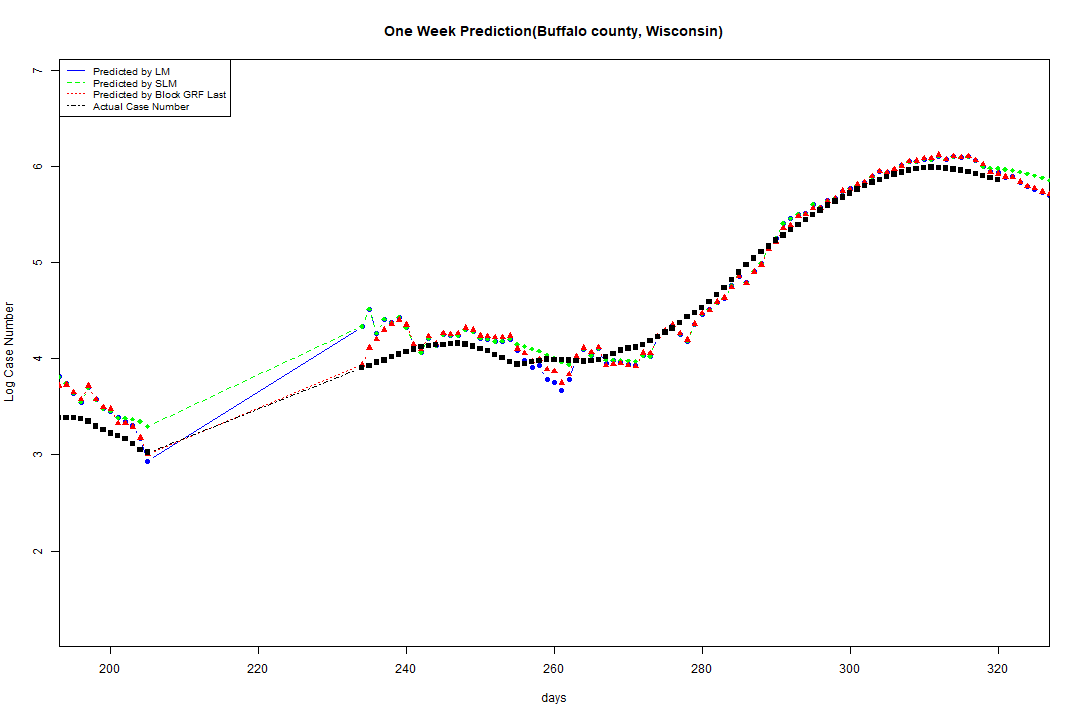 One Week Prediction(Buffalo county, Wisconsin)
Predicted by LM
Predicted by SLM
Predicted by Block GRF Last
Actual Case Number
7
6
5
4
3
2
Log Case Number
200 220 240 260 280 300 320
days